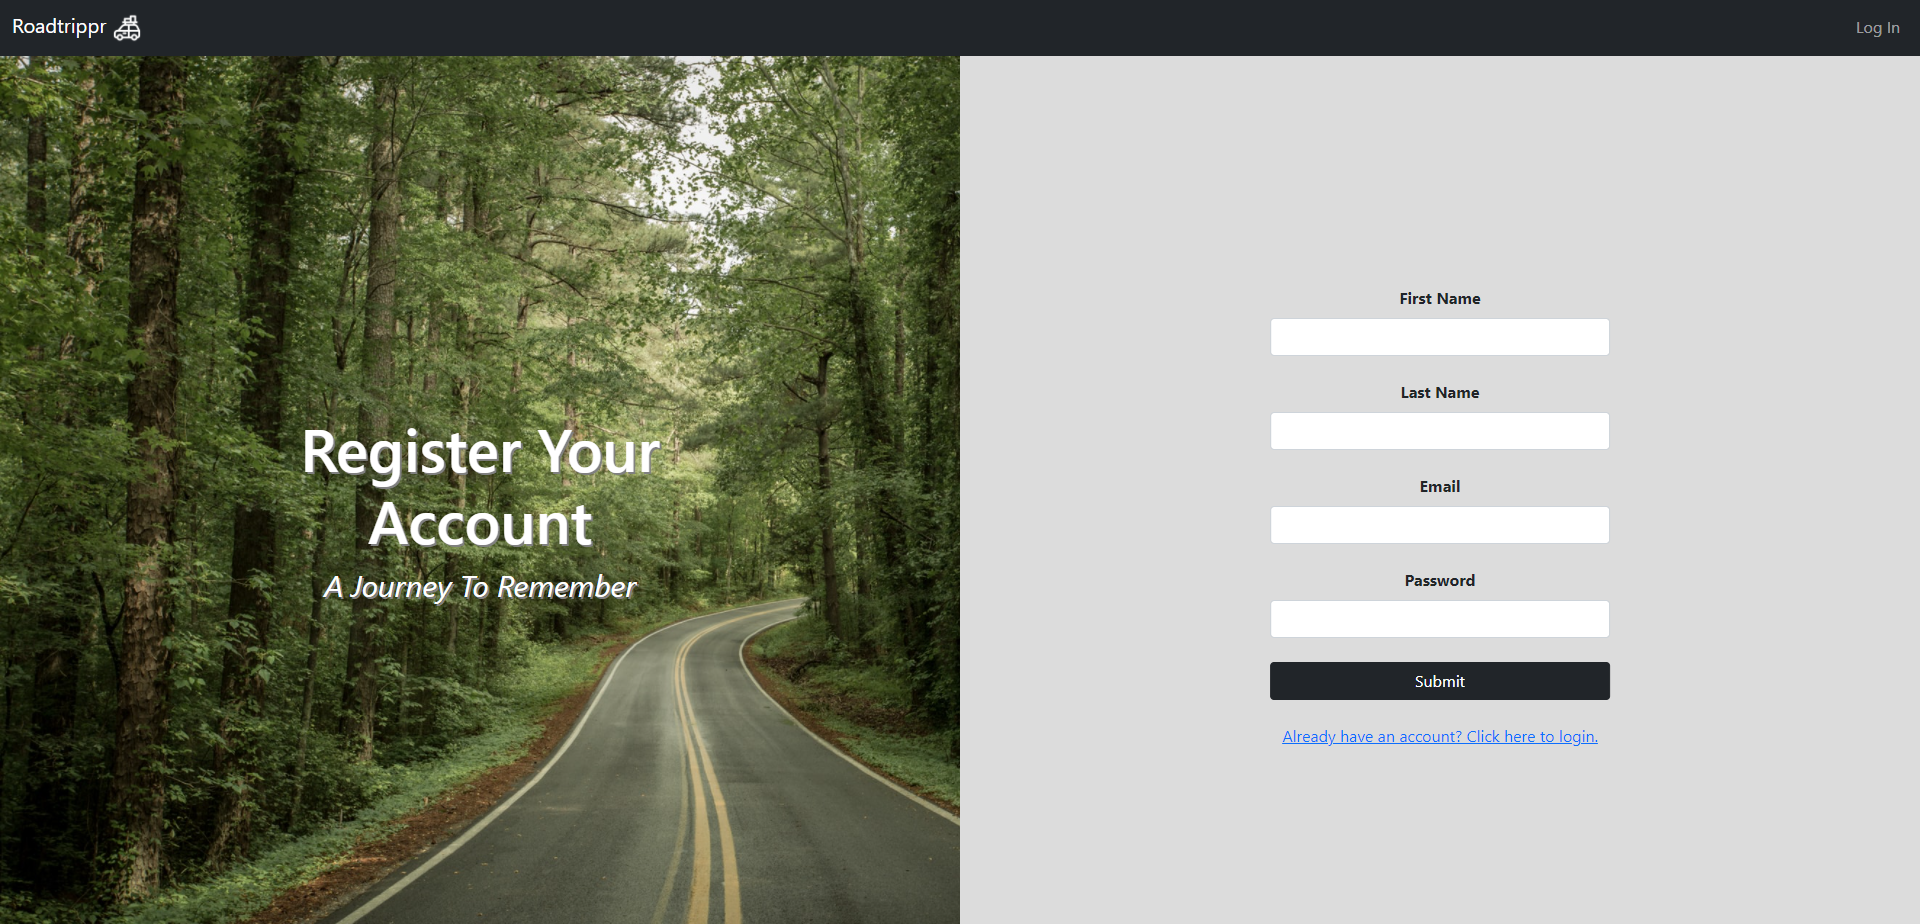 Roadtrippr
Log In
Register Your
Account
A Journey To Remember
First Name
Last Name
Email
Password
Submit
Already have an account? Click here to login.